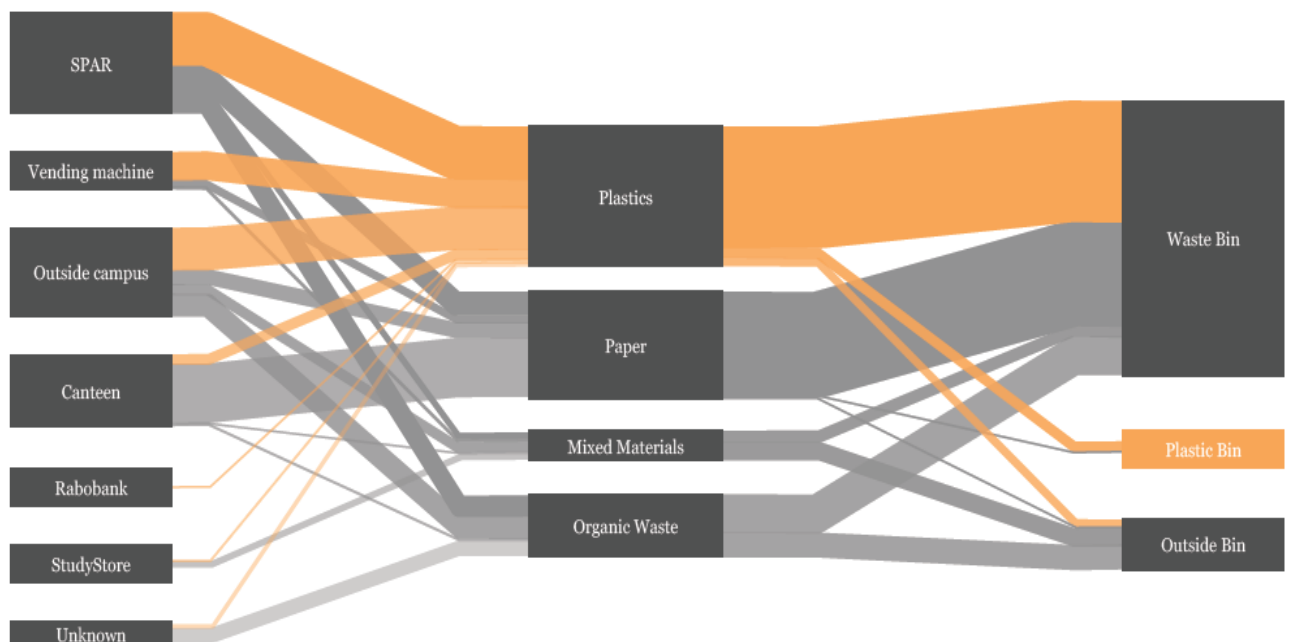 SPAR
Vending machine
Outside campus
Canteen
Rabobank
StudyStore
Unknown
Plastics
Paper
Mixed Materials
Organic Waste
Waste Bin
Plastic Bin
Outside Bin